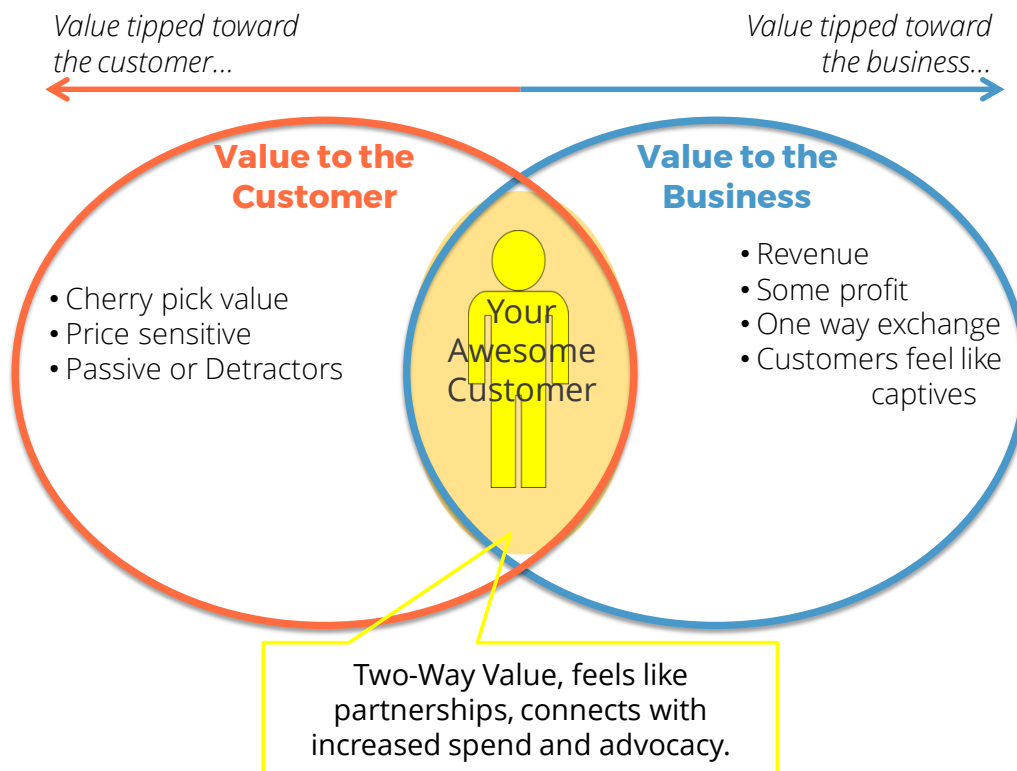 Value tipped toward
the customer...
Value tipped toward
the business...
Value to the
Customer
Value to the
Business
• Cherry pick value
• Price sensitive
• Passive or Detractors
Your
Awesome
Customer
• Revenue
• Some profit
• One way exchange
• Customers feel like
captives
Two-Way Value, feels like
partnerships, connects with
increased spend and advocacy.